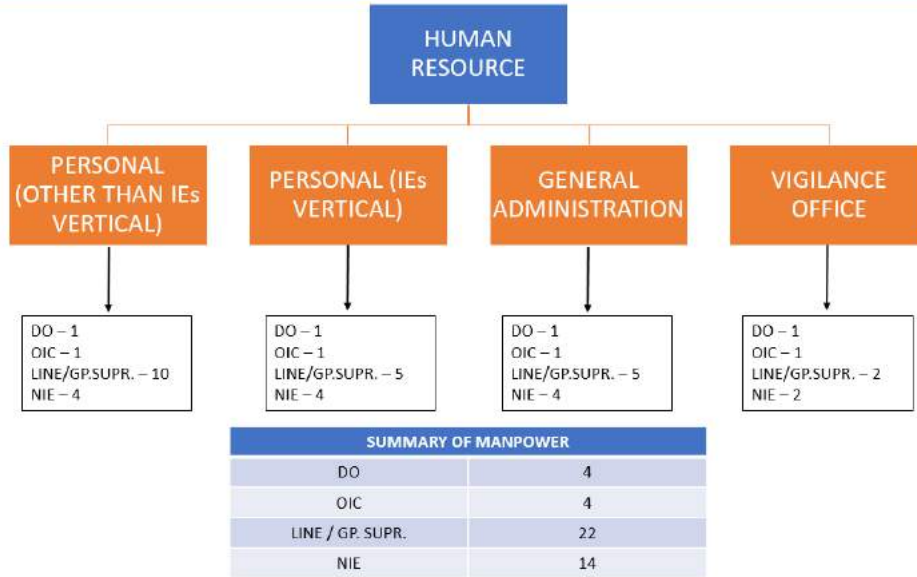 HUMAN
RESOURCE
PERSONAL
(OTHER THAN IEs
VERTICAL)
PERSONAL (IEs
VERTICAL)
GENERAL
ADMINISTRATION
VIGILANCE
OFFICE
DO – 1
OIC – 1
LINE/GP.SUPR. – 10
NIE – 4
DO – 1
OIC – 1
LINE/GP.SUPR. – 5
NIE – 4
DO – 1
OIC – 1
LINE/GP.SUPR. – 5
NIE – 4
DO – 1
OIC – 1
LINE/GP.SUPR. – 2
NIE – 2
SUMMARY OF MANPOWER
DO 4
OIC 4
LINE / GP. SUPR. 22
NIE 14